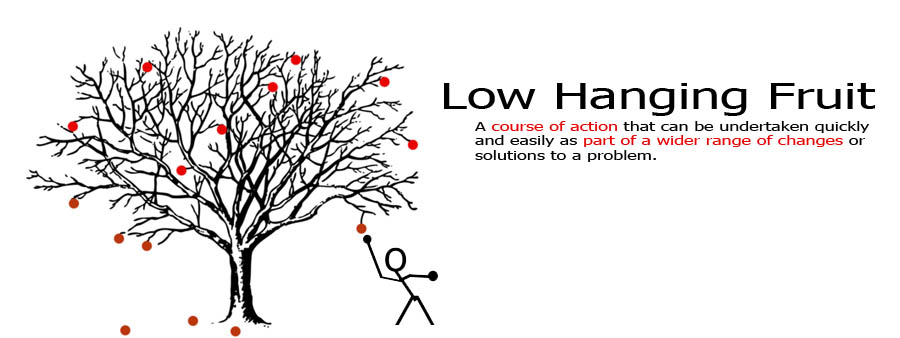 Low Hanging Fruit
A course of action that can be undertaken quickly
and easily as part of a wider range of changes or
solutions to a problem.